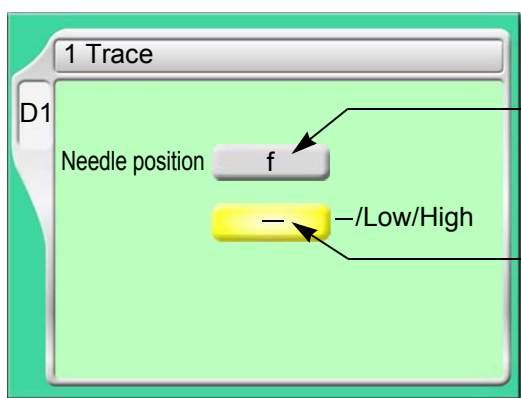 1 Trace
D1
Needle position f
— –/Low/High